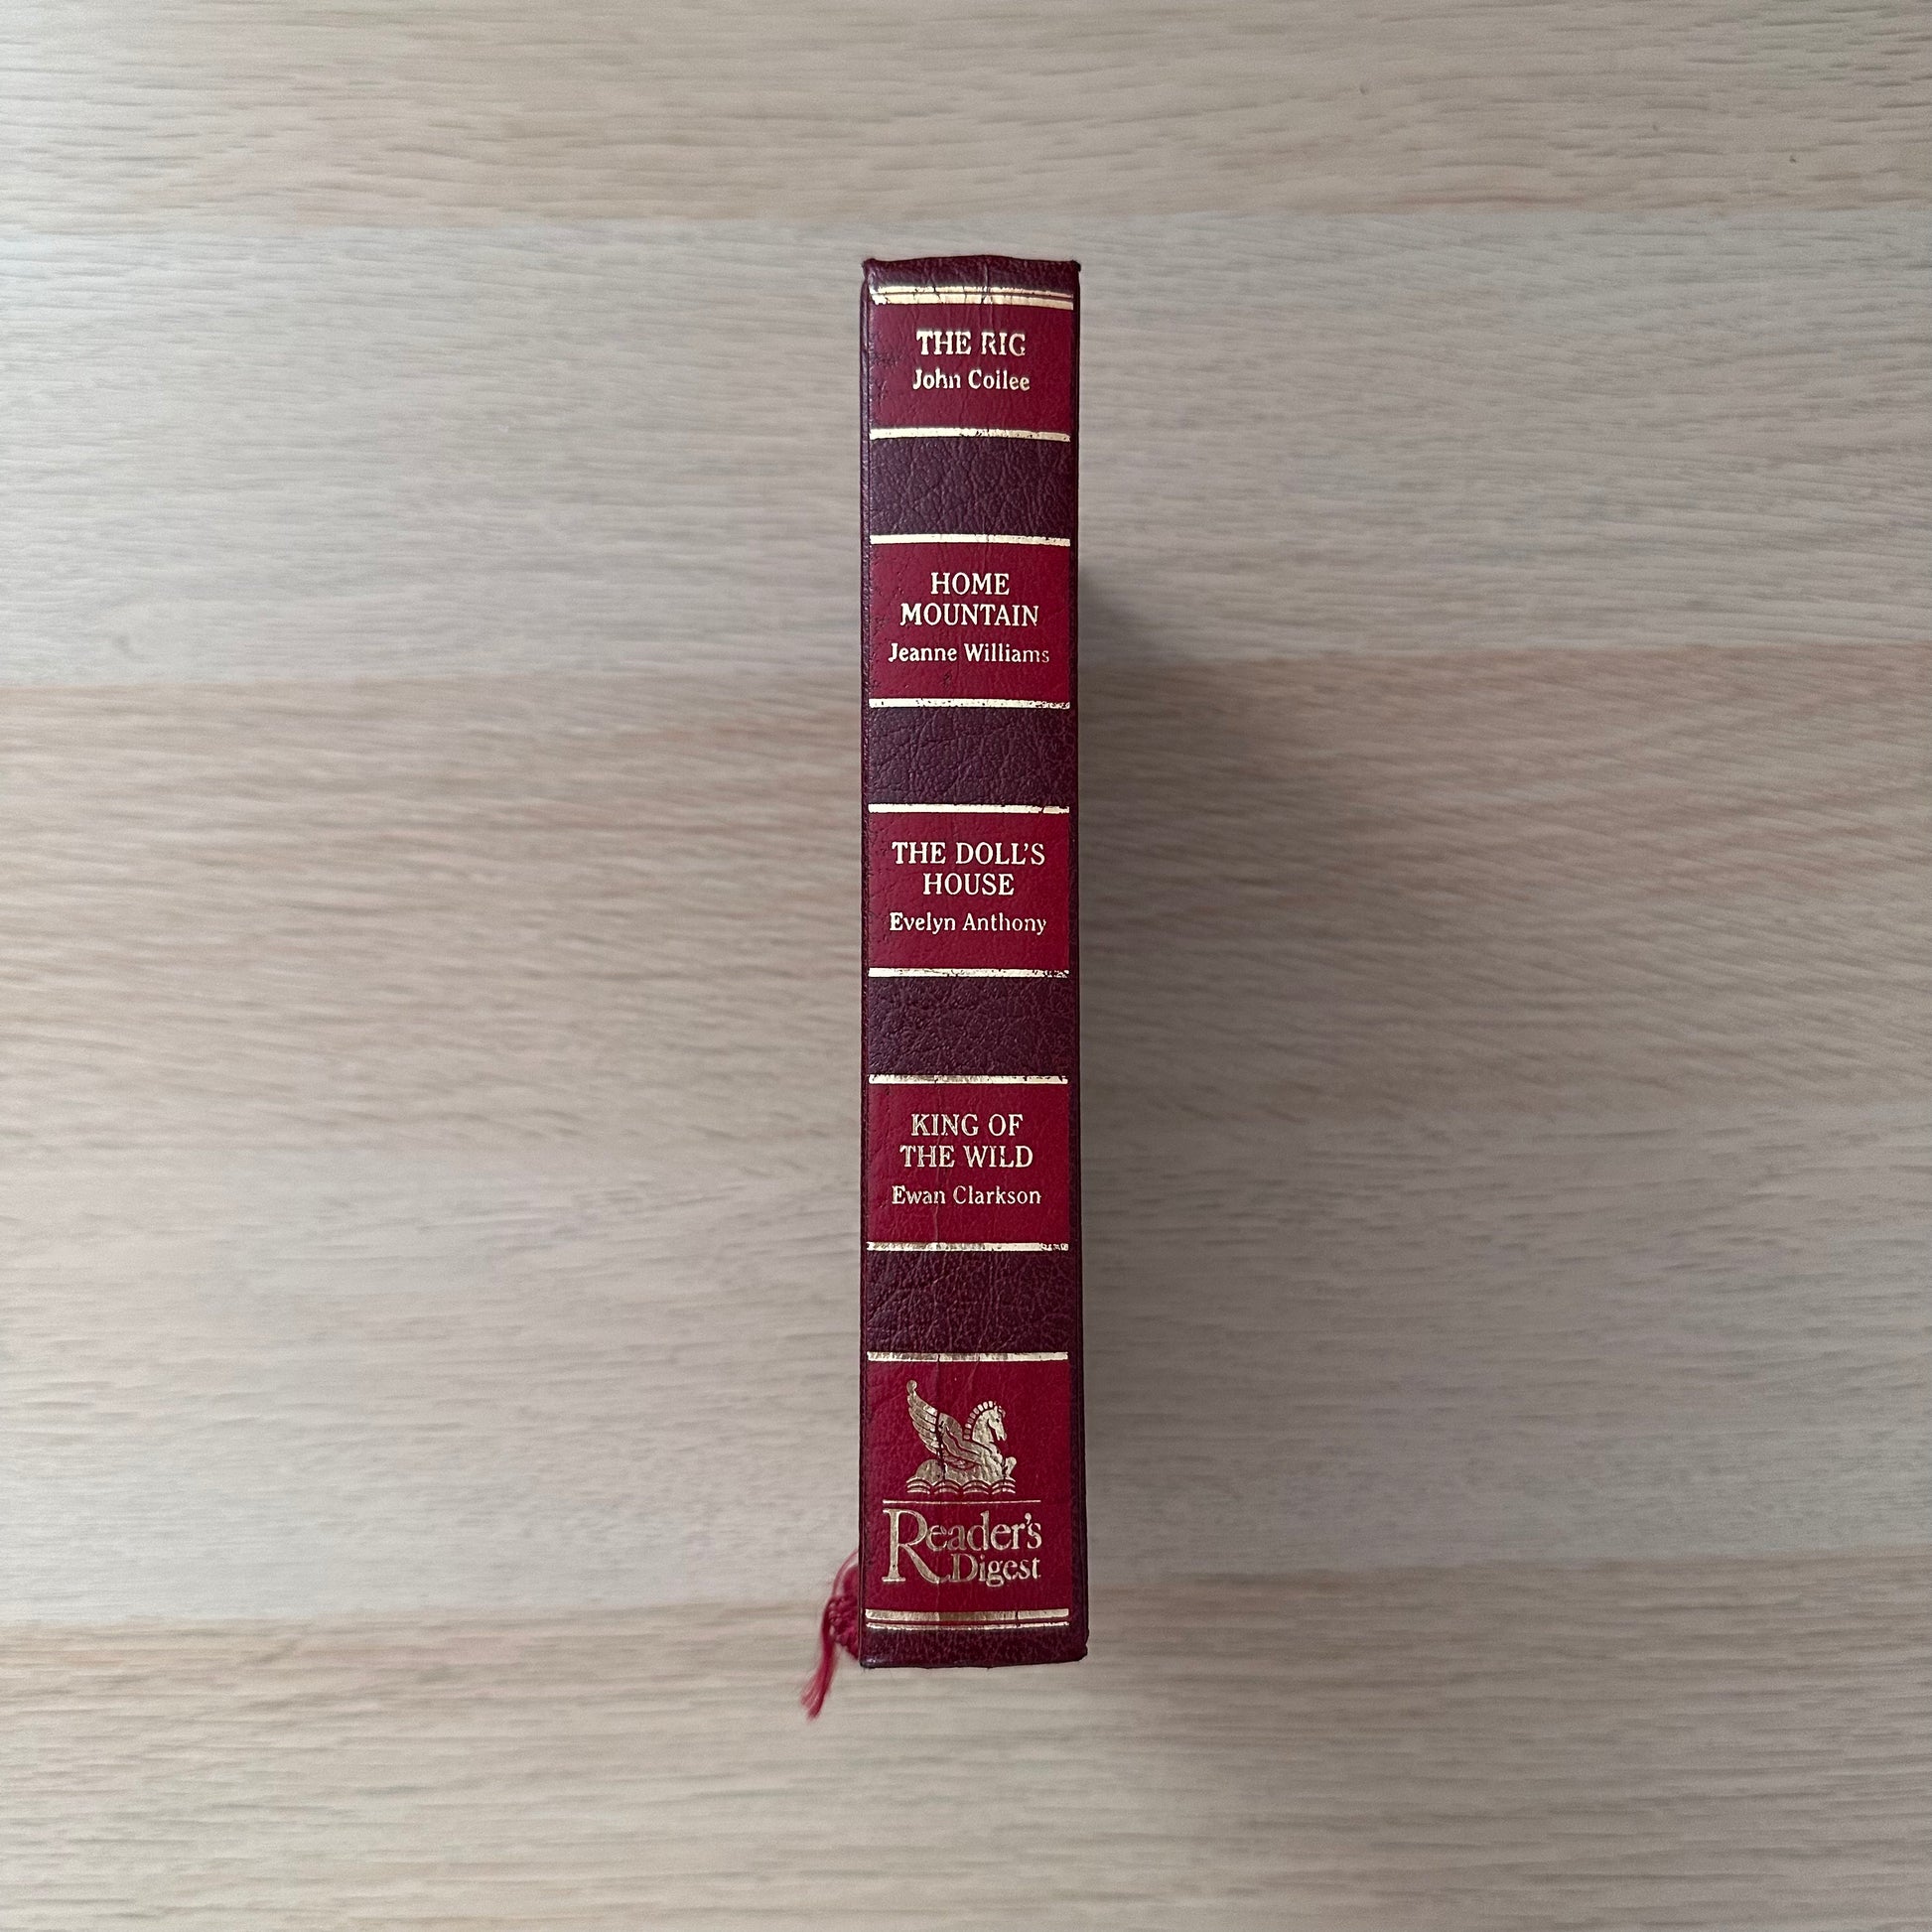 THE RIG
John Collee
HOME
MOUNTAIN
Jeanne Williams
THE DOLL'S
HOUSE
Evelyn Anthony
KING OF
THE WILD
Ewan Clarkson
Reader's
Digest